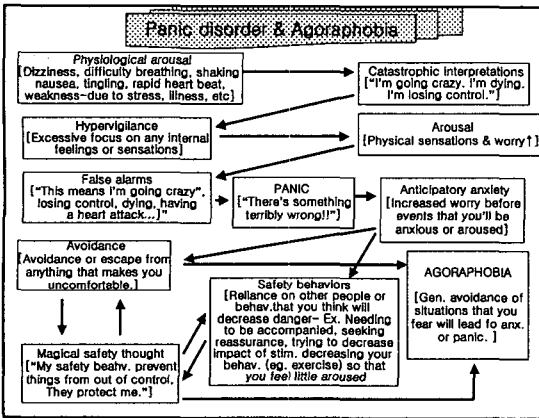 Panic disorder & Agoraphobia
Physiological arousal
[Dizziness, difficulty breathing, shaking
nausea, tingling, rapid heart beat,
weakness-due to stress, illness, etc]
Catastrophic interpretations
["I'm going crazy. I'm dying.
I'm losing control."]
Hypervigilance
[Excessive focus on any internal
feelings or sensations]
Arousal
[Physical sensations & worry↑]
False alarms
["This means I'm going crazy",
losing control, dying, having
a heart attack...]"
PANIC
["There's something
terribly wrong!!"]
Anticipatory anxiety
[Increased worry before
events that you'll be
anxious or aroused]
Avoidance
[Avoidance or escape from
anything that makes you
uncomfortable.]
Safety behaviors
[Reliance on other people or
behav.that you think will
decrease danger- Ex. Needing
to be accompanied, seeking
reassurance, trying to decrease
impact of stim. decreasing your
behav. (eg. exercise) so that
you feel little aroused
AGORAPHOBIA
[Gen. avoidance of
situations that you
fear will lead to anx.
or panic. ]
Magical safety thought
["My safety beahv. prevent
things from out of control,
They protect me."]